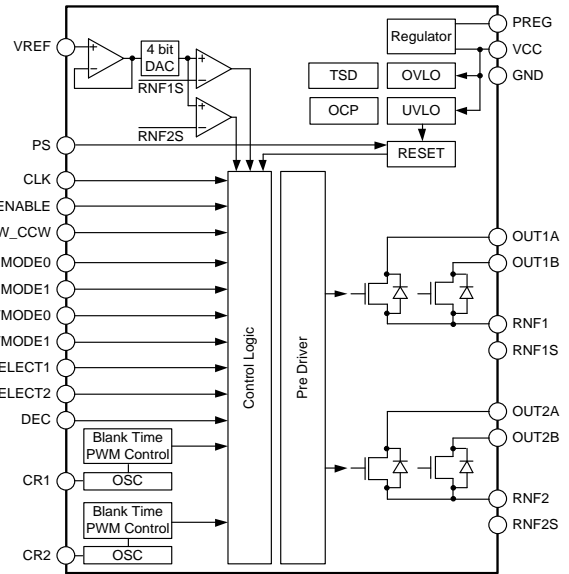 VREF
4 bit
DAC
RNF1S
RNF2S
Regulator
PREG
VCC
GND
TSD
OVLO
OCP
UVLO
RESET
PS
CLK
ENABLE
W_CCW
MODE0
MODE1
MODE0
MODE1
ELECT1
ELECT2
DEC
Blank Time
PWM Control
OSC
CR1
Blank Time
PWM Control
OSC
CR2
Control Logic
Pre Driver
OUT1A
OUT1B
RNF1
RNF1S
OUT2A
OUT2B
RNF2
RNF2S